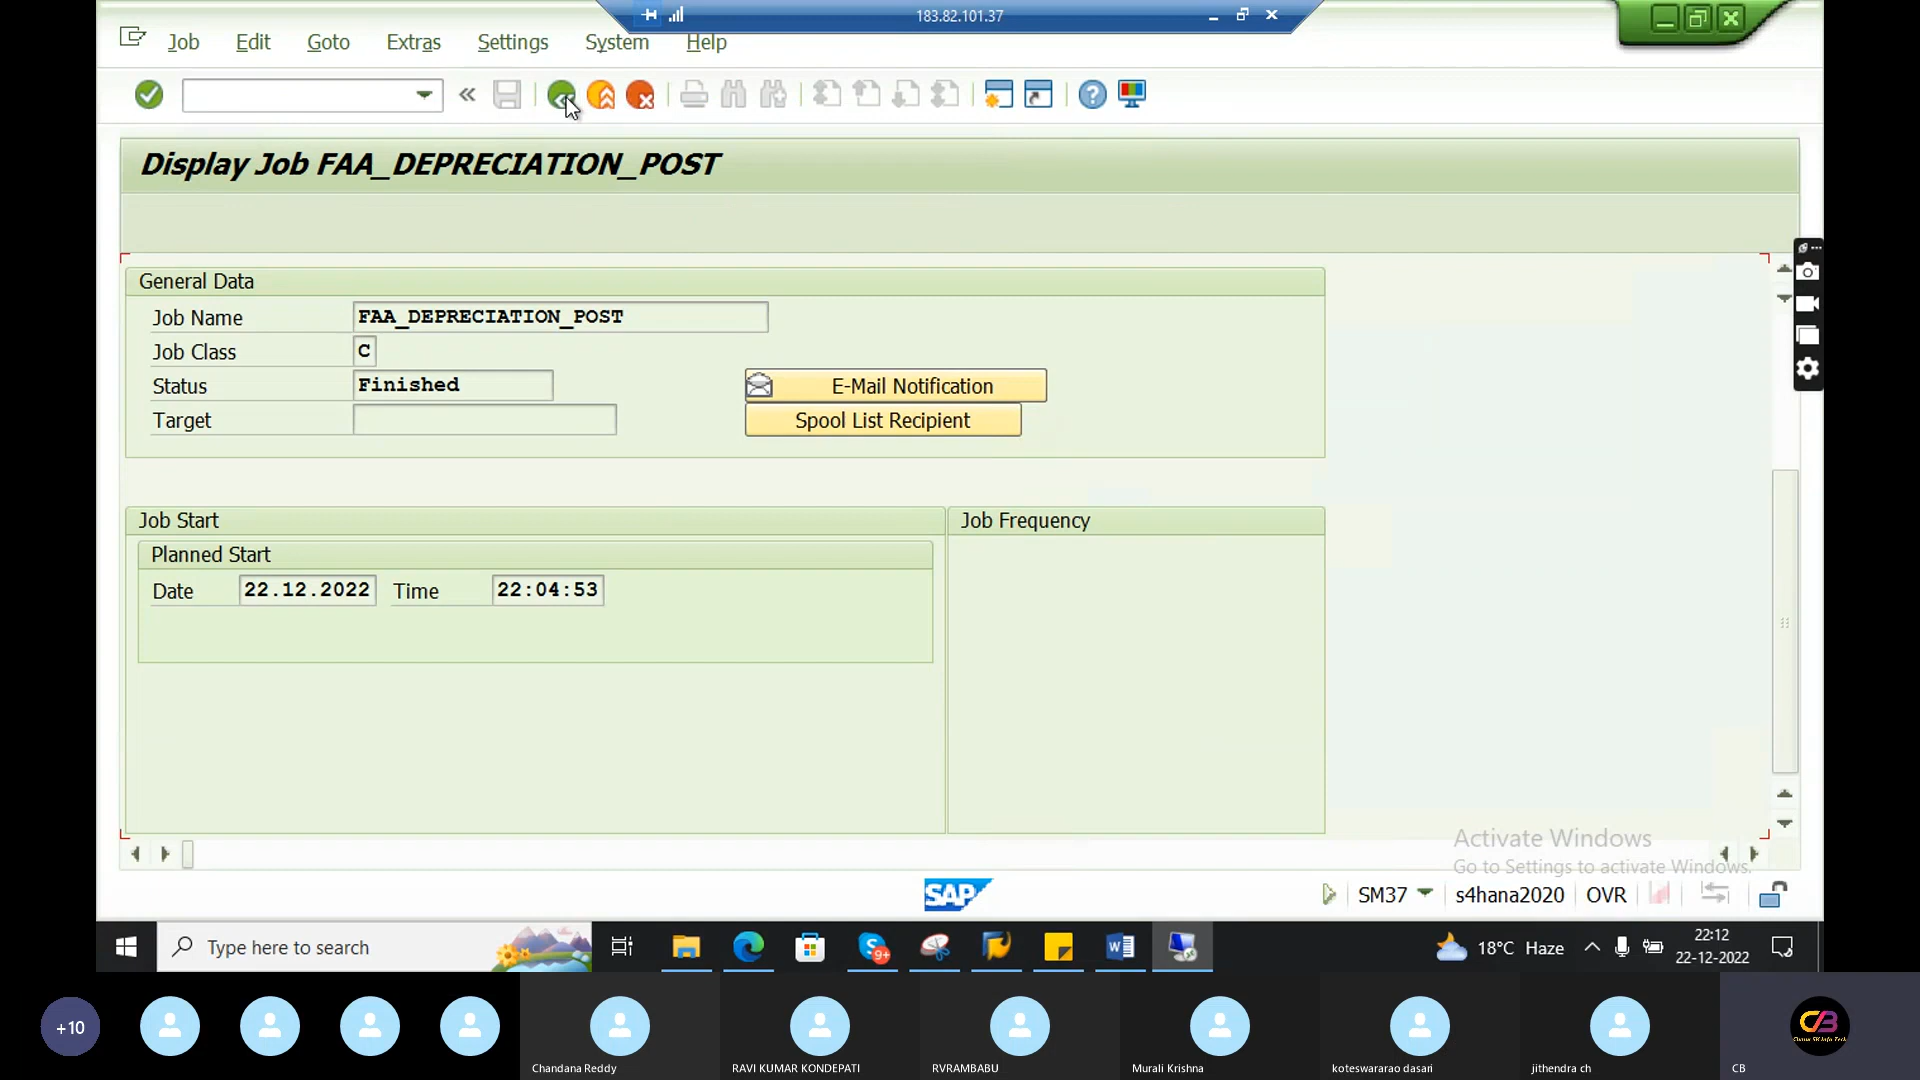 183.82.101.37
Job Edit Goto Extras Settings System Help
Display Job FAA_DEPRECIATION_POST
General Data
Job Name FAA_DEPRECIATION_POST
Job Class C
Status Finished E-Mail Notification
Target Spool List Recipient
Job Start Job Frequency
Planned Start
Date 22.12.2022 Time 22:04:53
Activate Windows
Go to Settings to activate Windows.
SAP SM37 s4hana2020 OVR
Type here to search 9+ 18°C Haze 22:12
22-12-2022
+10
CB
Chandana Reddy RAVI KUMAR KONDEPATI RVRAMBABU Murali Krishna koteswararao dasari jithendra ch CB